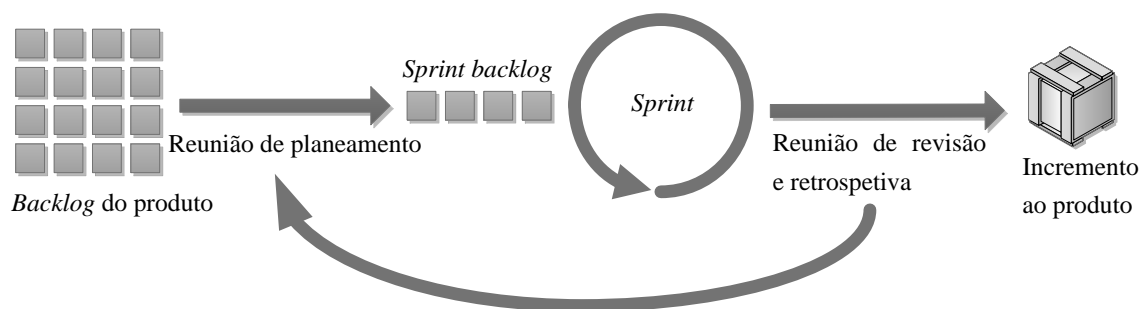 Sprint backlog
Sprint
Reunião de planeamento
Reunião de revisão
e retrospetiva
Incremento
ao produto
Backlog do produto